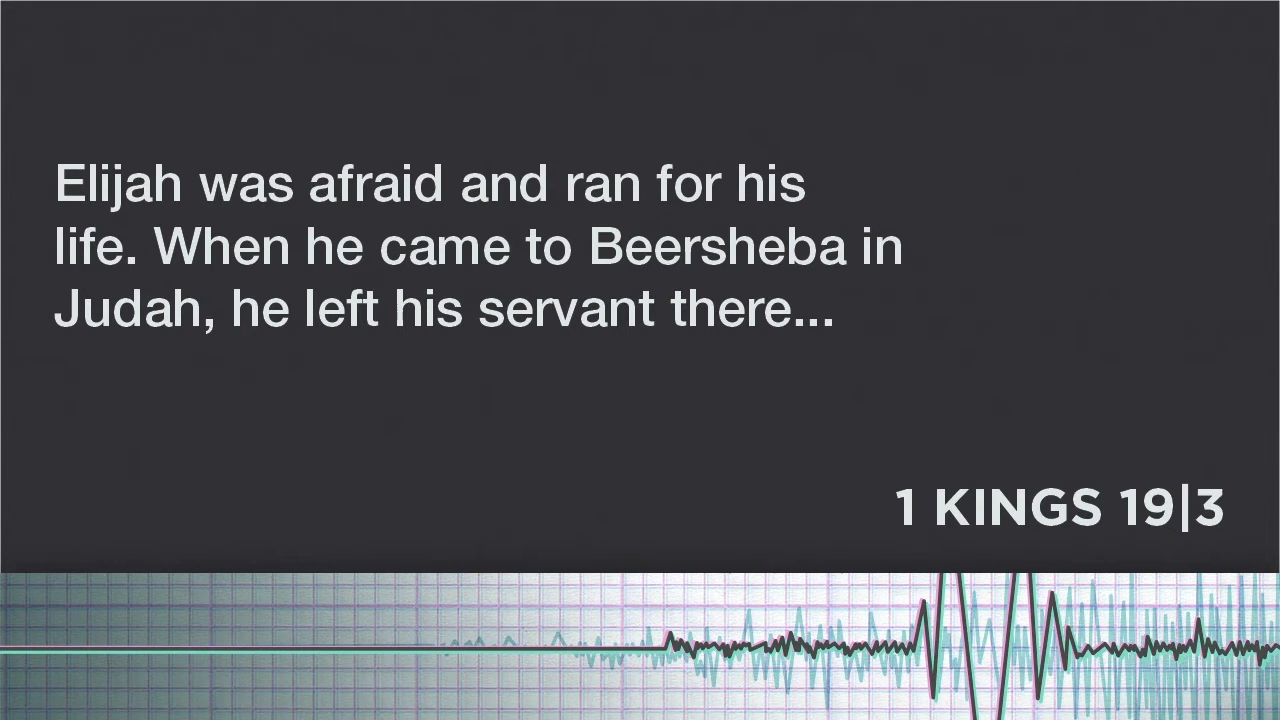 Elijah was afraid and ran for his
life. When he came to Beersheba in
Judah, he left his servant there...
1 KINGS 19|3